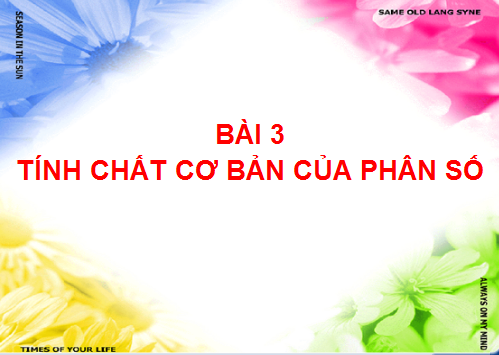 SEASON IN THE SUN
SAME OLD LANG SYNE
BÀI 3
TÍNH CHẤT CƠ BẢN CỦA PHÂN SỐ
ALWAYS ON MY MIND
TIMES OF YOUR LIFE